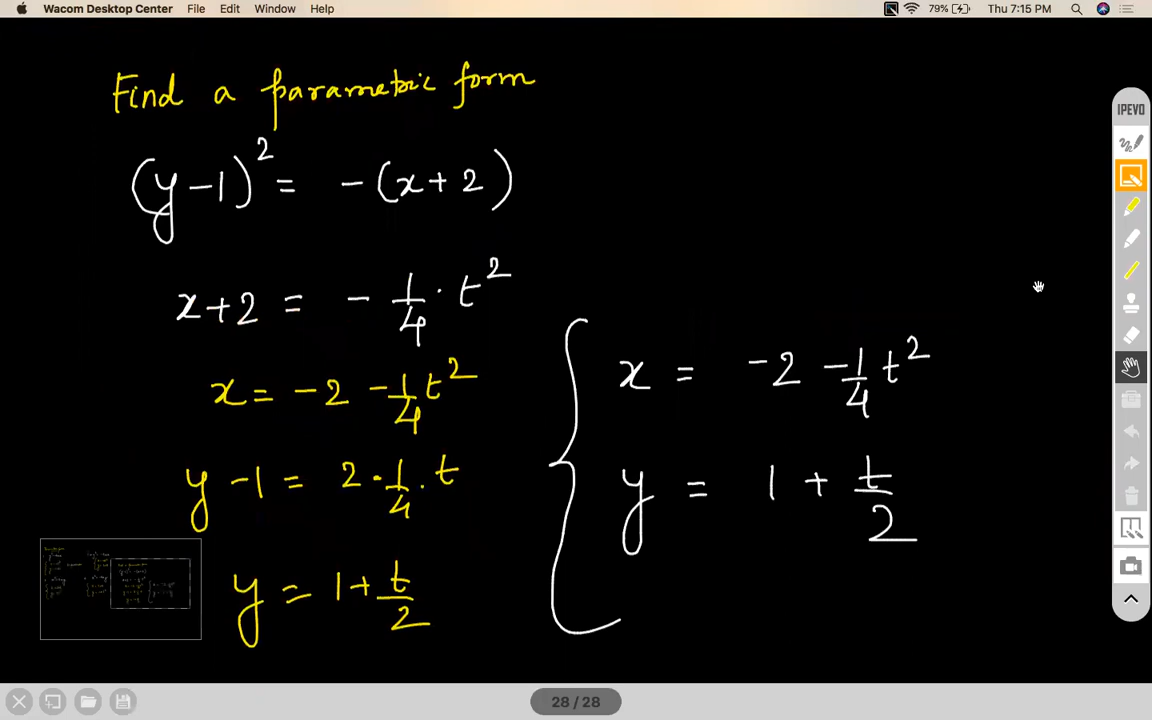 Wacom Desktop Center File Edit Window Help 79% Thu 7:15 PM
Find a parametric form
(y-1)² = -(x+2)
x+2 = - 1/4 · t²
x = -2 - 1/4 t²
y-1 = 2 · 1/4 · t
y = 1 + t/2
x = -2 - 1/4 t²
y = 1 + t/2
IPEVO
28 / 28